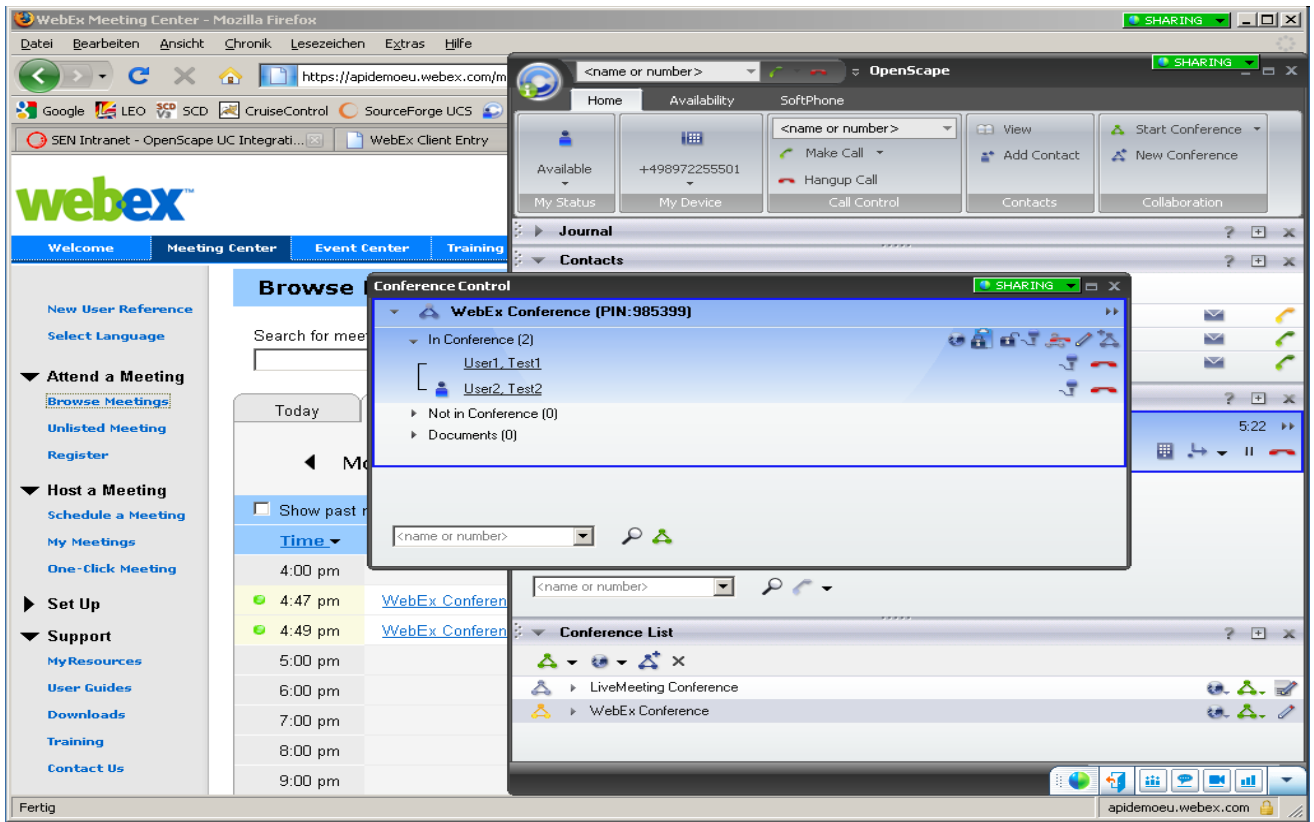 WebEx Meeting Center - Mozilla Firefox
SHARING
Datei Bearbeiten Ansicht Chronik Lesezeichen Extras Hilfe
https://apidemoeu.webex.com/m
Google LEO SCD SCD CruiseControl SourceForge UCS
SEN Intranet - OpenScape UC Integrati... WebEx Client Entry
webex™
Welcome Meeting Center Event Center Training
New User Reference
Select Language
Attend a Meeting
Browse Meetings
Unlisted Meeting
Register
Host a Meeting
Schedule a Meeting
My Meetings
One-Click Meeting
Set Up
Support
MyResources
User Guides
Downloads
Training
Contact Us
Browse
Search for mee
Today
Mo
Show past
Time
4:00 pm
4:47 pm WebEx Conferen
4:49 pm WebEx Conferen
5:00 pm
6:00 pm
7:00 pm
8:00 pm
9:00 pm
<name or number> OpenScape SHARING
Home Availability SoftPhone
Available
My Status
+498972255501
My Device
<name or number>
Make Call
Hangup Call
Call Control
View
Add Contact
Contacts
Start Conference
New Conference
Collaboration
Journal ?
Contacts ?
Conference Control SHARING
WebEx Conference (PIN:985399)
In Conference (2)
User1, Test1
User2, Test2
Not in Conference (0)
Documents (0)
<name or number>
?
5:22
<name or number>
Conference List ?
LiveMeeting Conference
WebEx Conference
Fertig apidemoeu.webex.com